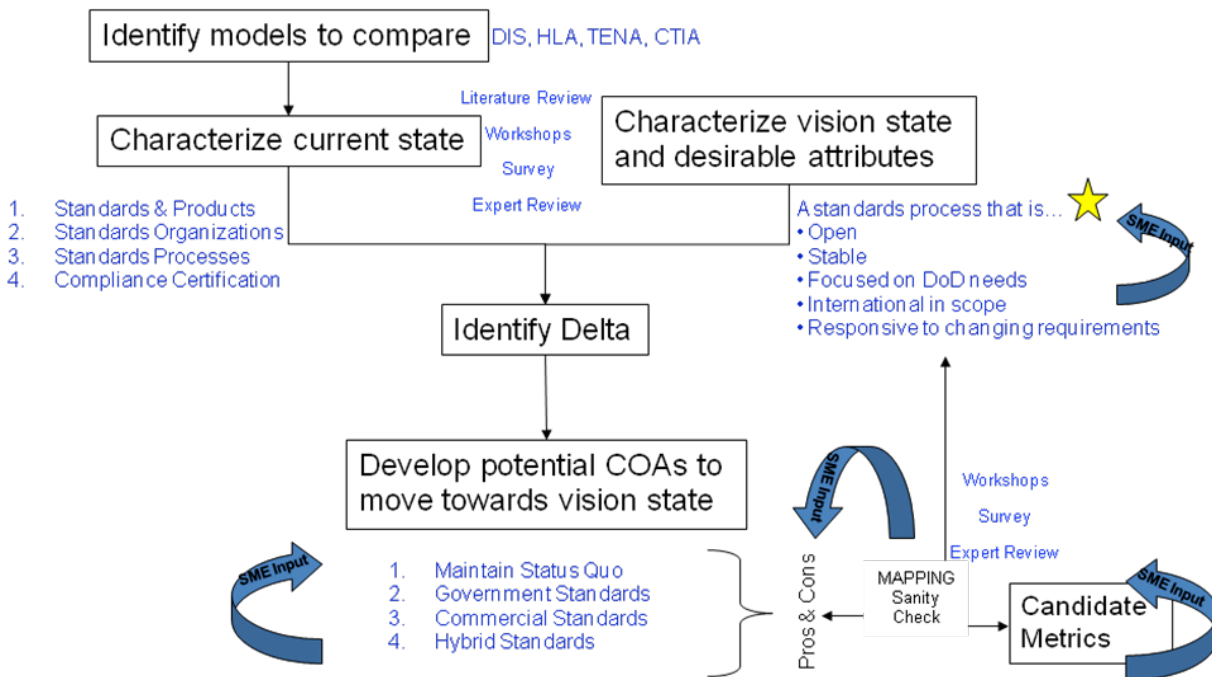 Identify models to compare
DIS, HLA, TENA, CTIA
Literature Review
Characterize current state
Workshops
Survey
Expert Review
Characterize vision state
and desirable attributes
1. Standards & Products
2. Standards Organizations
3. Standards Processes
4. Compliance Certification
A standards process that is…
• Open
• Stable
• Focused on DoD needs
• International in scope
• Responsive to changing requirements
SME Input
Identify Delta
Develop potential COAs to
move towards vision state
SME Input
Workshops
Survey
Expert Review
SME Input
1. Maintain Status Quo
2. Government Standards
3. Commercial Standards
4. Hybrid Standards
Pros & Cons
MAPPING
Sanity
Check
Candidate
Metrics
SME Input